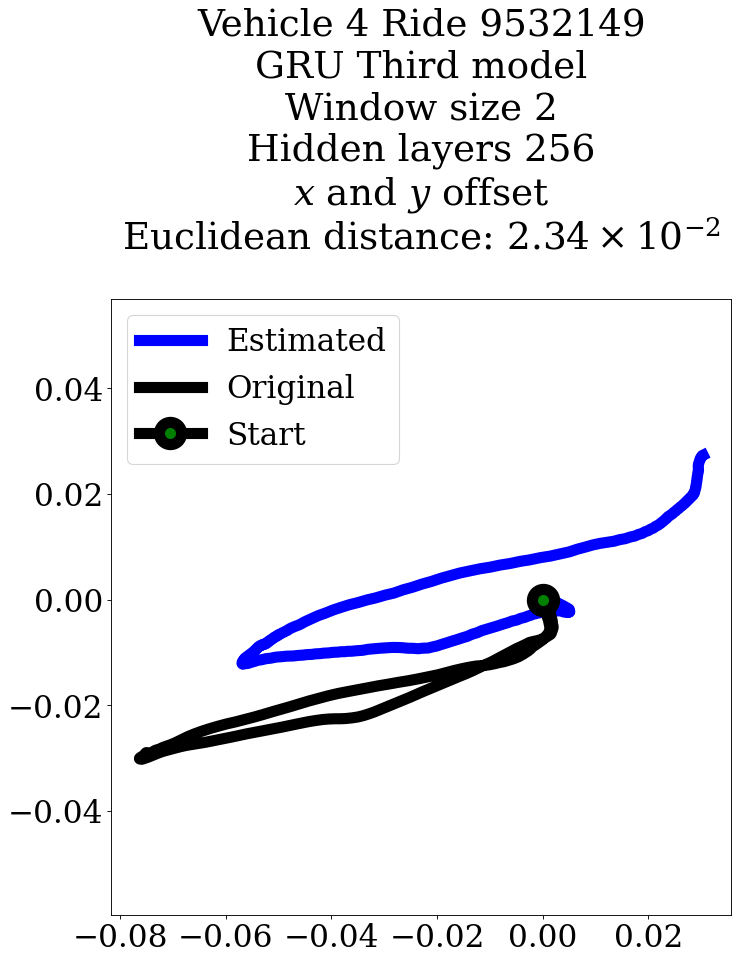 Vehicle 4 Ride 9532149
GRU Third model
Window size 2
Hidden layers 256
x and y offset
Euclidean distance: 2.34 × 10⁻²
Estimated
Original
Start
0.04
0.02
0.00
−0.02
−0.04
−0.08 −0.06 −0.04 −0.02 0.00 0.02